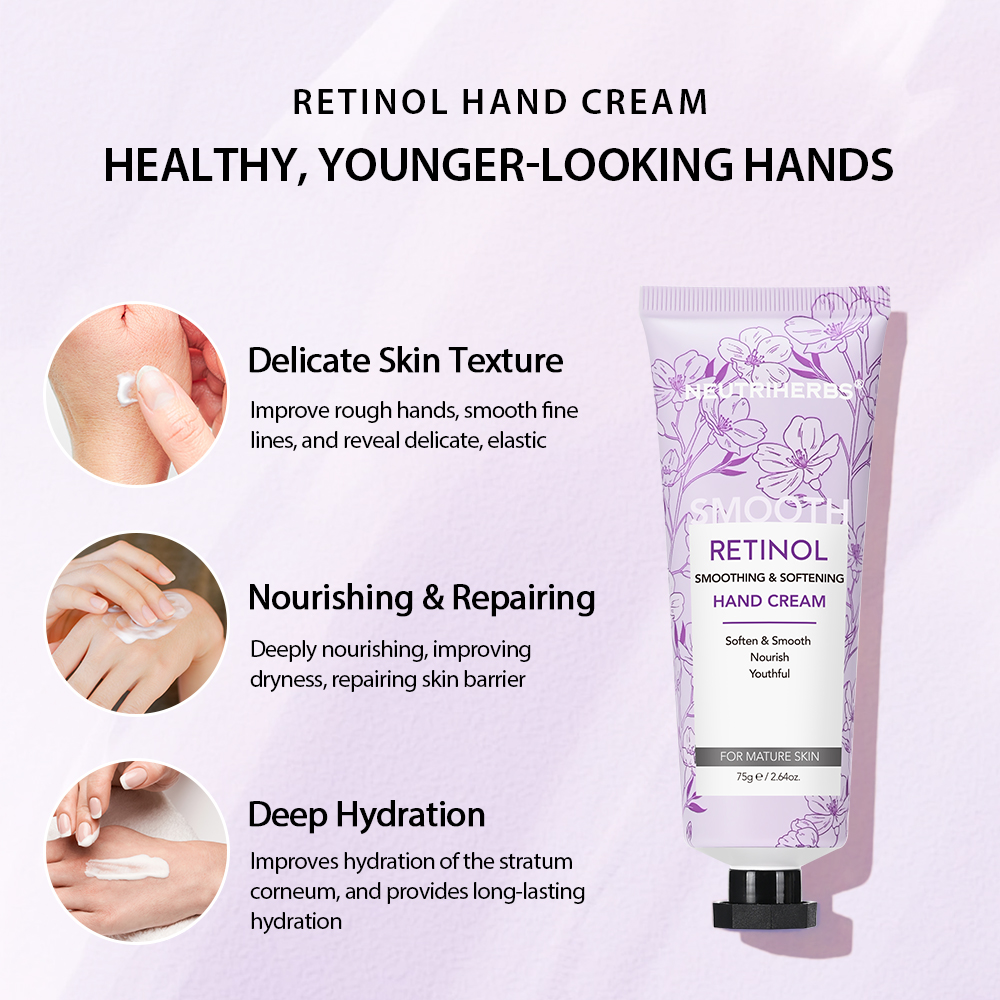 RETINOL HAND CREAM
HEALTHY, YOUNGER-LOOKING HANDS
Delicate Skin Texture
Improve rough hands, smooth fine
lines, and reveal delicate, elastic
Nourishing & Repairing
Deeply nourishing, improving
dryness, repairing skin barrier
Deep Hydration
Improves hydration of the stratum
corneum, and provides long-lasting
hydration
NEUTRIHERBS®
SMOOTH
RETINOL
SMOOTHING & SOFTENING
HAND CREAM
Soften & Smooth
Nourish
Youthful
FOR MATURE SKIN
75g ℮ / 2.64oz.